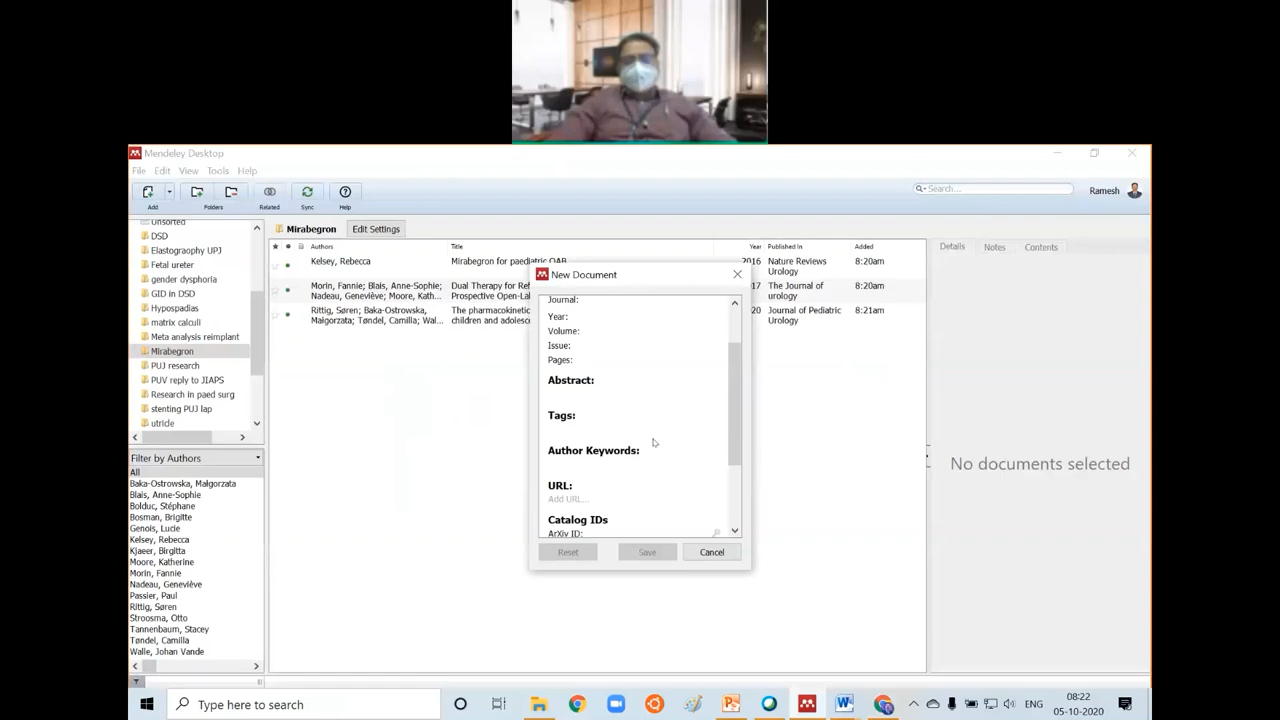 Mendeley Desktop
File Edit View Tools Help
Add Folders Related Sync Help
Search...
Ramesh
Unsorted
DSD
Elastograophy UPJ
Fetal ureter
gender dysphoria
GID in DSD
Hypospadias
matrix calculi
Meta analysis reimplant
Mirabegron
PUJ research
PUV reply to JIAPS
Research in paed surg
stenting PUJ lap
utricle
Filter by Authors
All
Baka-Ostrowska, Małgorzata
Blais, Anne-Sophie
Bolduc, Stéphane
Bosman, Brigitte
Genois, Lucie
Kelsey, Rebecca
Kjaeer, Birgitta
Moore, Katherine
Morin, Fannie
Nadeau, Geneviève
Passier, Paul
Rittig, Søren
Stroosma, Otto
Tannenbaum, Stacey
Tøndel, Camilla
Walle, Johan Vande
Mirabegron Edit Settings
Authors Title Year Published In Added
Kelsey, Rebecca Mirabegron for paediatric OAB 2016 Nature Reviews 8:20am
Urology
Morin, Fannie; Blais, Anne-Sophie; Dual Therapy for Ref The Journal of 8:20am
Nadeau, Geneviève; Moore, Kath... Prospective Open-Lal urology
Rittig, Søren; Baka-Ostrowska, The pharmacokinetic 20 Journal of Pediatric 8:21am
Małgorzata; Tøndel, Camilla; Wal... children and adolesc Urology
New Document
Journal:
Year:
Volume:
Issue:
Pages:
Abstract:
Tags:
Author Keywords:
URL:
Add URL...
Catalog IDs
ArXiv ID:
Reset Save Cancel
Details Notes Contents
No documents selected
Type here to search
ENG
08:22
05-10-2020